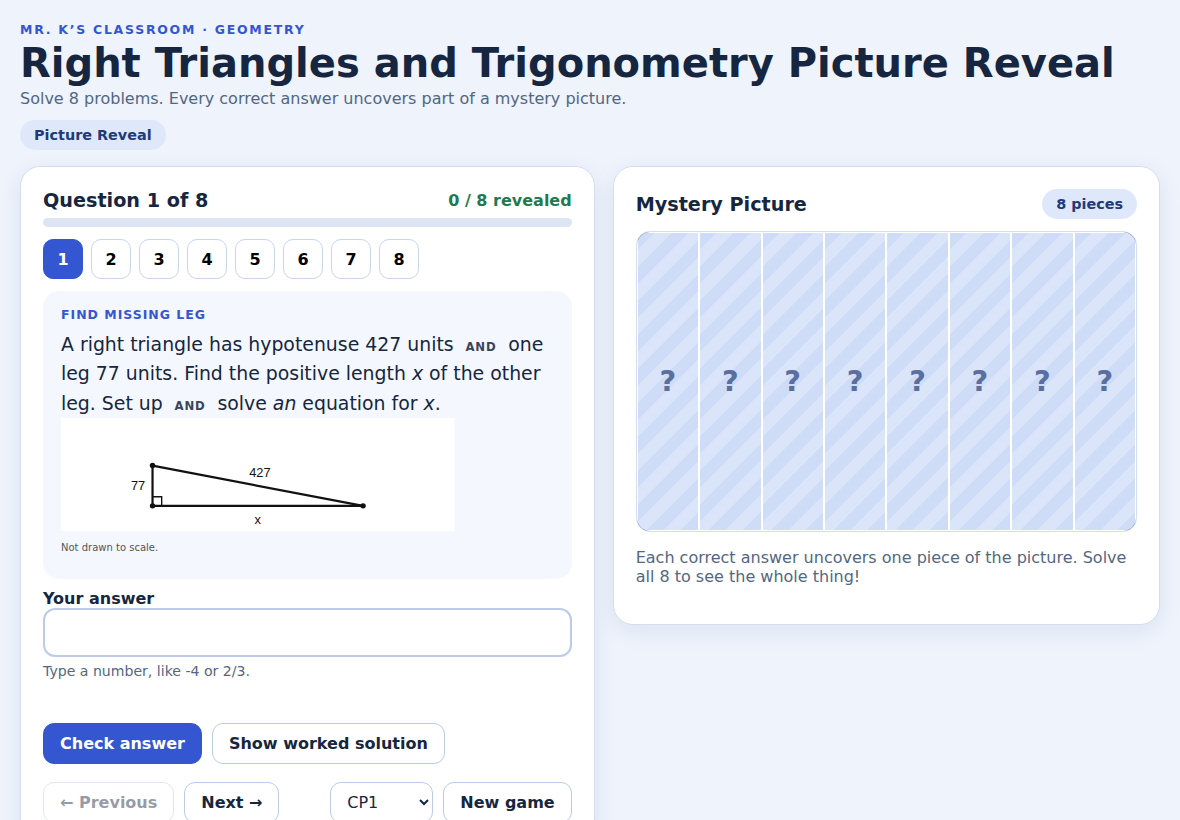 MR. K’S CLASSROOM · GEOMETRY
Right Triangles and Trigonometry Picture Reveal
Solve 8 problems. Every correct answer uncovers part of a mystery picture.
Picture Reveal
Question 1 of 8
0 / 8 revealed
1 2 3 4 5 6 7 8
FIND MISSING LEG
A right triangle has hypotenuse 427 units AND one
leg 77 units. Find the positive length x of the other
leg. Set up AND solve an equation for x.
427
77
x
Not drawn to scale.
Your answer
Type a number, like -4 or 2/3.
Check answer
Show worked solution
← Previous
Next →
CP1
New game
Mystery Picture
8 pieces
? ? ? ? ? ? ? ?
Each correct answer uncovers one piece of the picture. Solve
all 8 to see the whole thing!